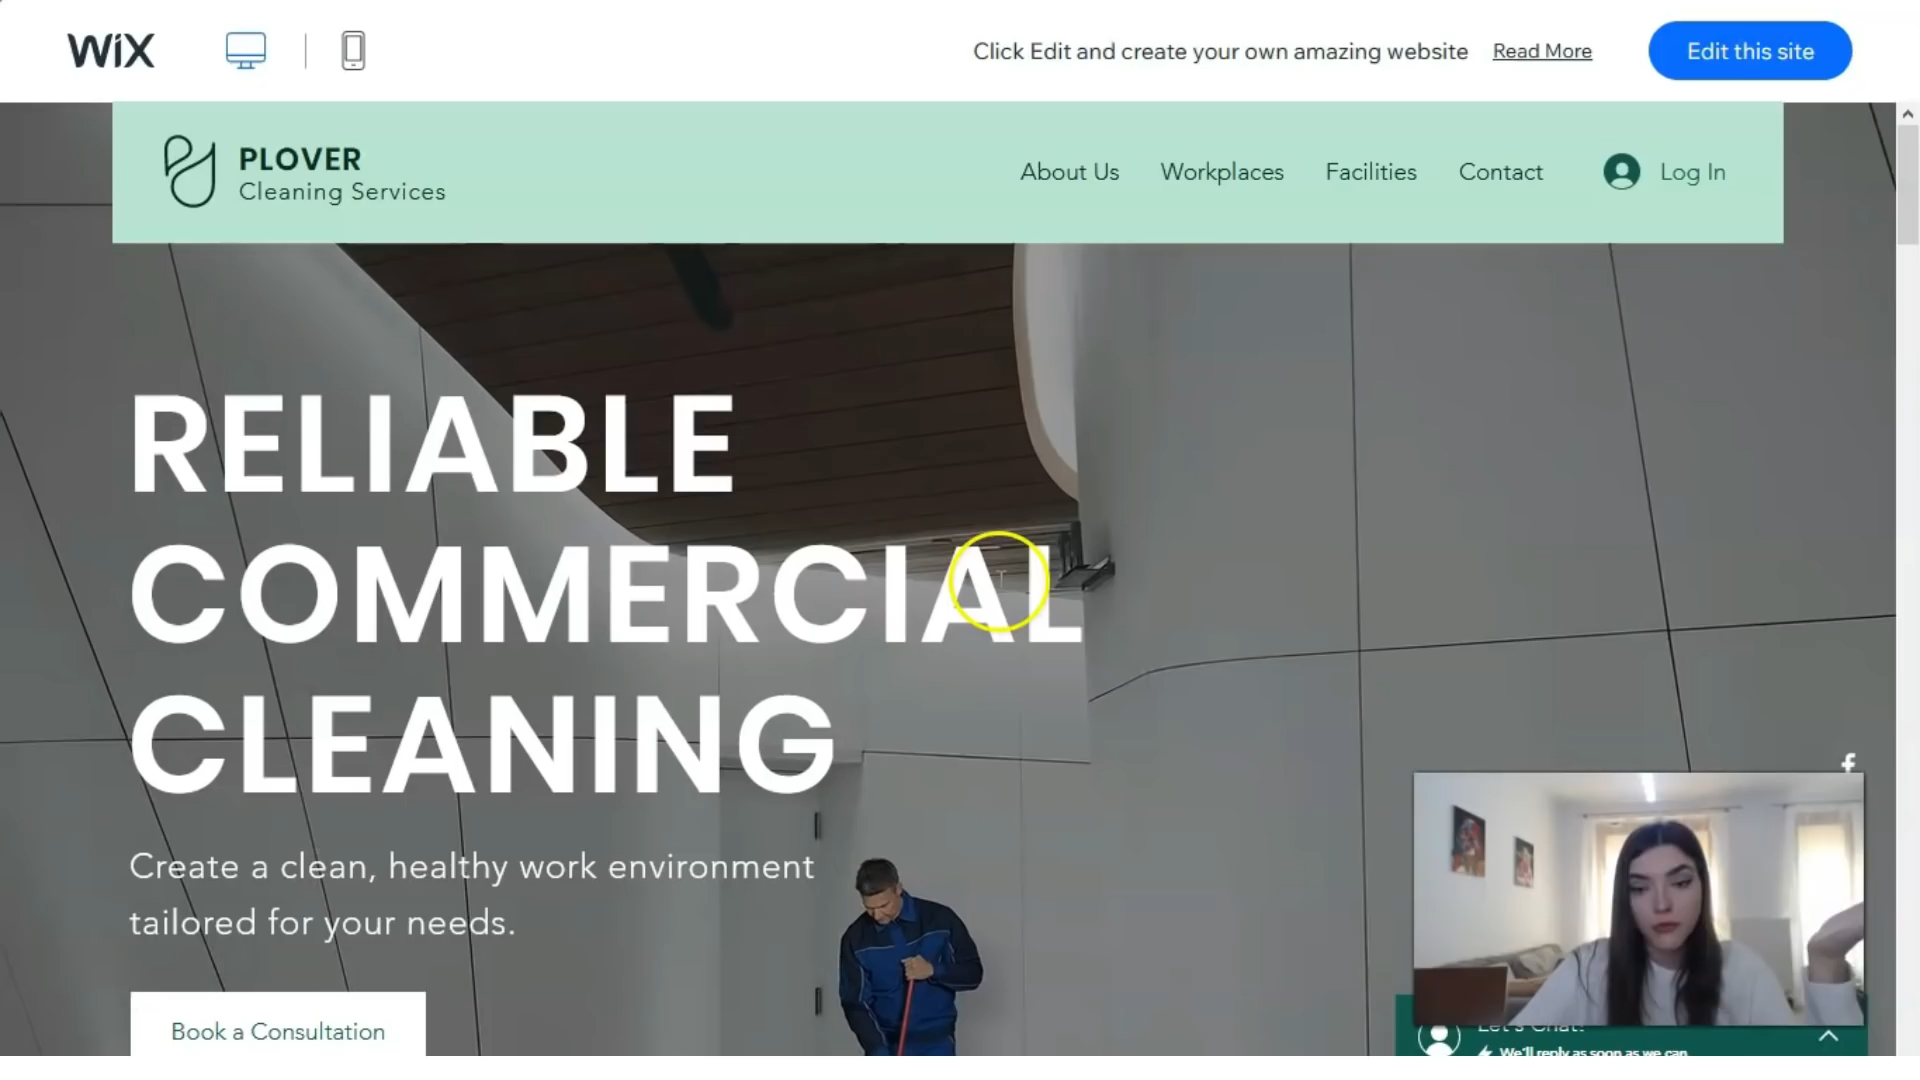 WiX
Click Edit and create your own amazing website Read More Edit this site
PLOVER
Cleaning Services
About Us Workplaces Facilities Contact Log In
RELIABLE
COMMERCIAL
CLEANING
Create a clean, healthy work environment
tailored for your needs.
Book a Consultation
Let's Chat!
We'll reply as soon as we can